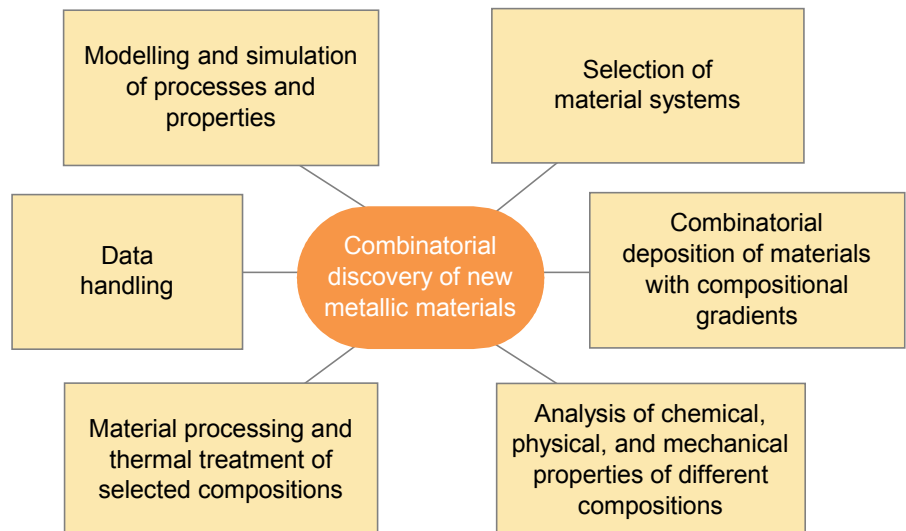 Modelling and simulation
of processes and
properties
Selection of
material systems
Data
handling
Combinatorial
discovery of new
metallic materials
Combinatorial
deposition of materials
with compositional
gradients
Material processing and
thermal treatment of
selected compositions
Analysis of chemical,
physical, and mechanical
properties of different
compositions